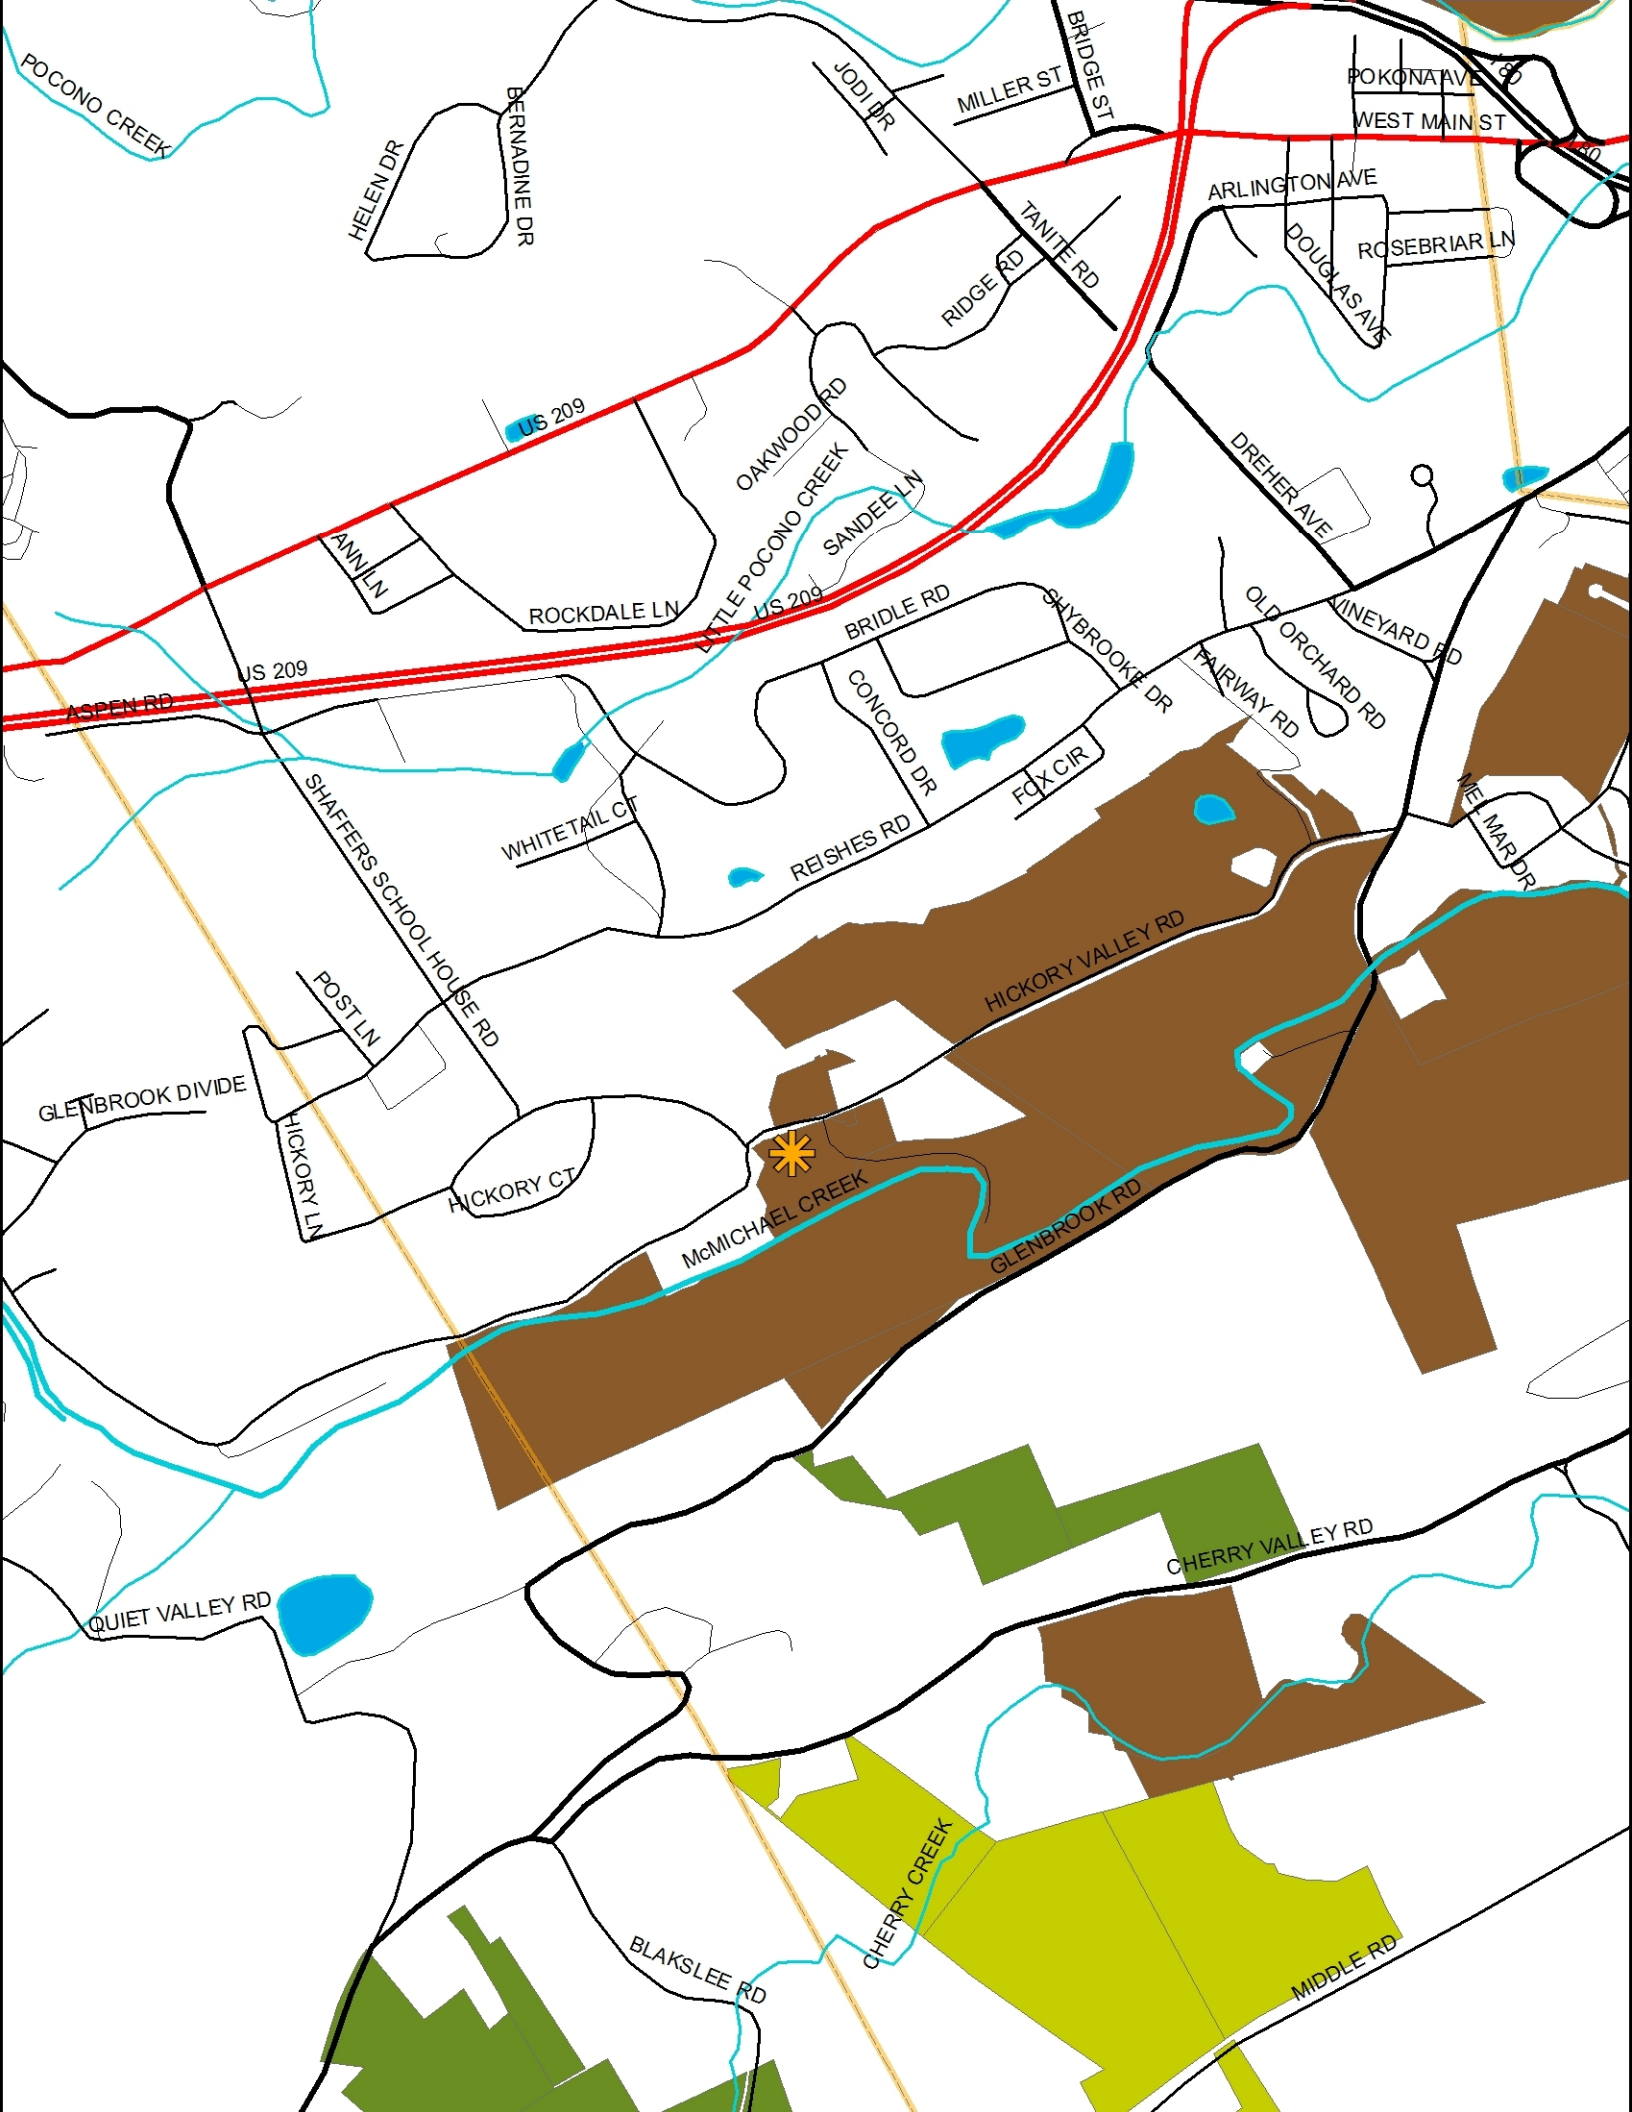 POCONO CREEK
BERNADINE DR
HELEN DR
JODI DR
MILLER ST
BRIDGE ST
POKONA AVE
I 80
WEST MAIN ST
I 80
ARLINGTON AVE
TANITE RD
RIDGE RD
DOUGLAS AVE
ROSEBRIAR LN
US 209
OAKWOOD RD
LITTLE POCONO CREEK
SANDEE LN
DREHER AVE
ANN LN
ROCKDALE LN
US 209
BRIDLE RD
SHYBROOKE DR
OLD ORCHARD RD
VINEYARD RD
US 209
ASPEN RD
CONCORD DR
FAIRWAY RD
FOX CIR
SHAFFERS SCHOOL HOUSE RD
WHITETAIL CT
REISHES RD
MEL MAR DR
HICKORY VALLEY RD
POST LN
GLENBROOK DIVIDE
HICKORY LN
HICKORY CT
McMICHAEL CREEK
GLENBROOK RD
CHERRY VALLEY RD
QUIET VALLEY RD
CHERRY CREEK
BLAKSLEE RD
MIDDLE RD